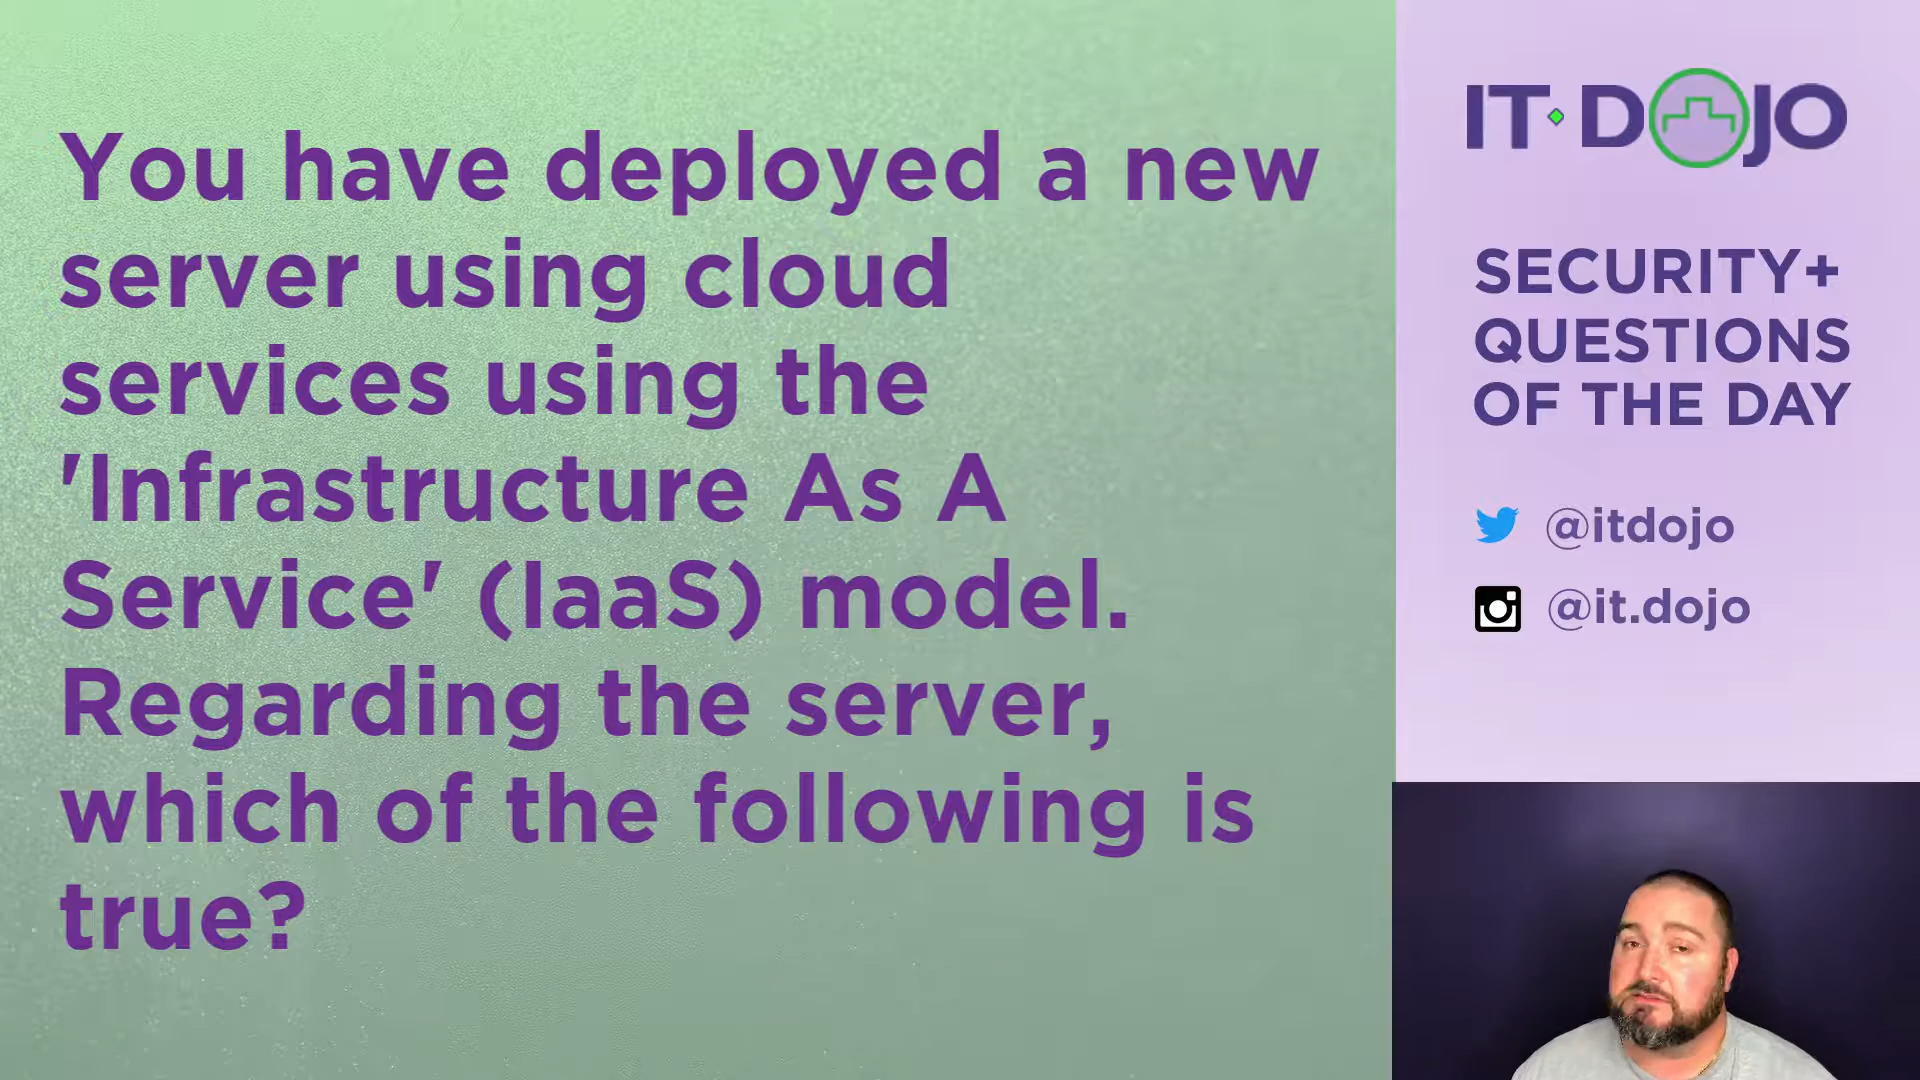 You have deployed a new
server using cloud
services using the
'Infrastructure As A
Service' (IaaS) model.
Regarding the server,
which of the following is
true?
IT DOJO
SECURITY+
QUESTIONS
OF THE DAY
@itdojo
@it.dojo